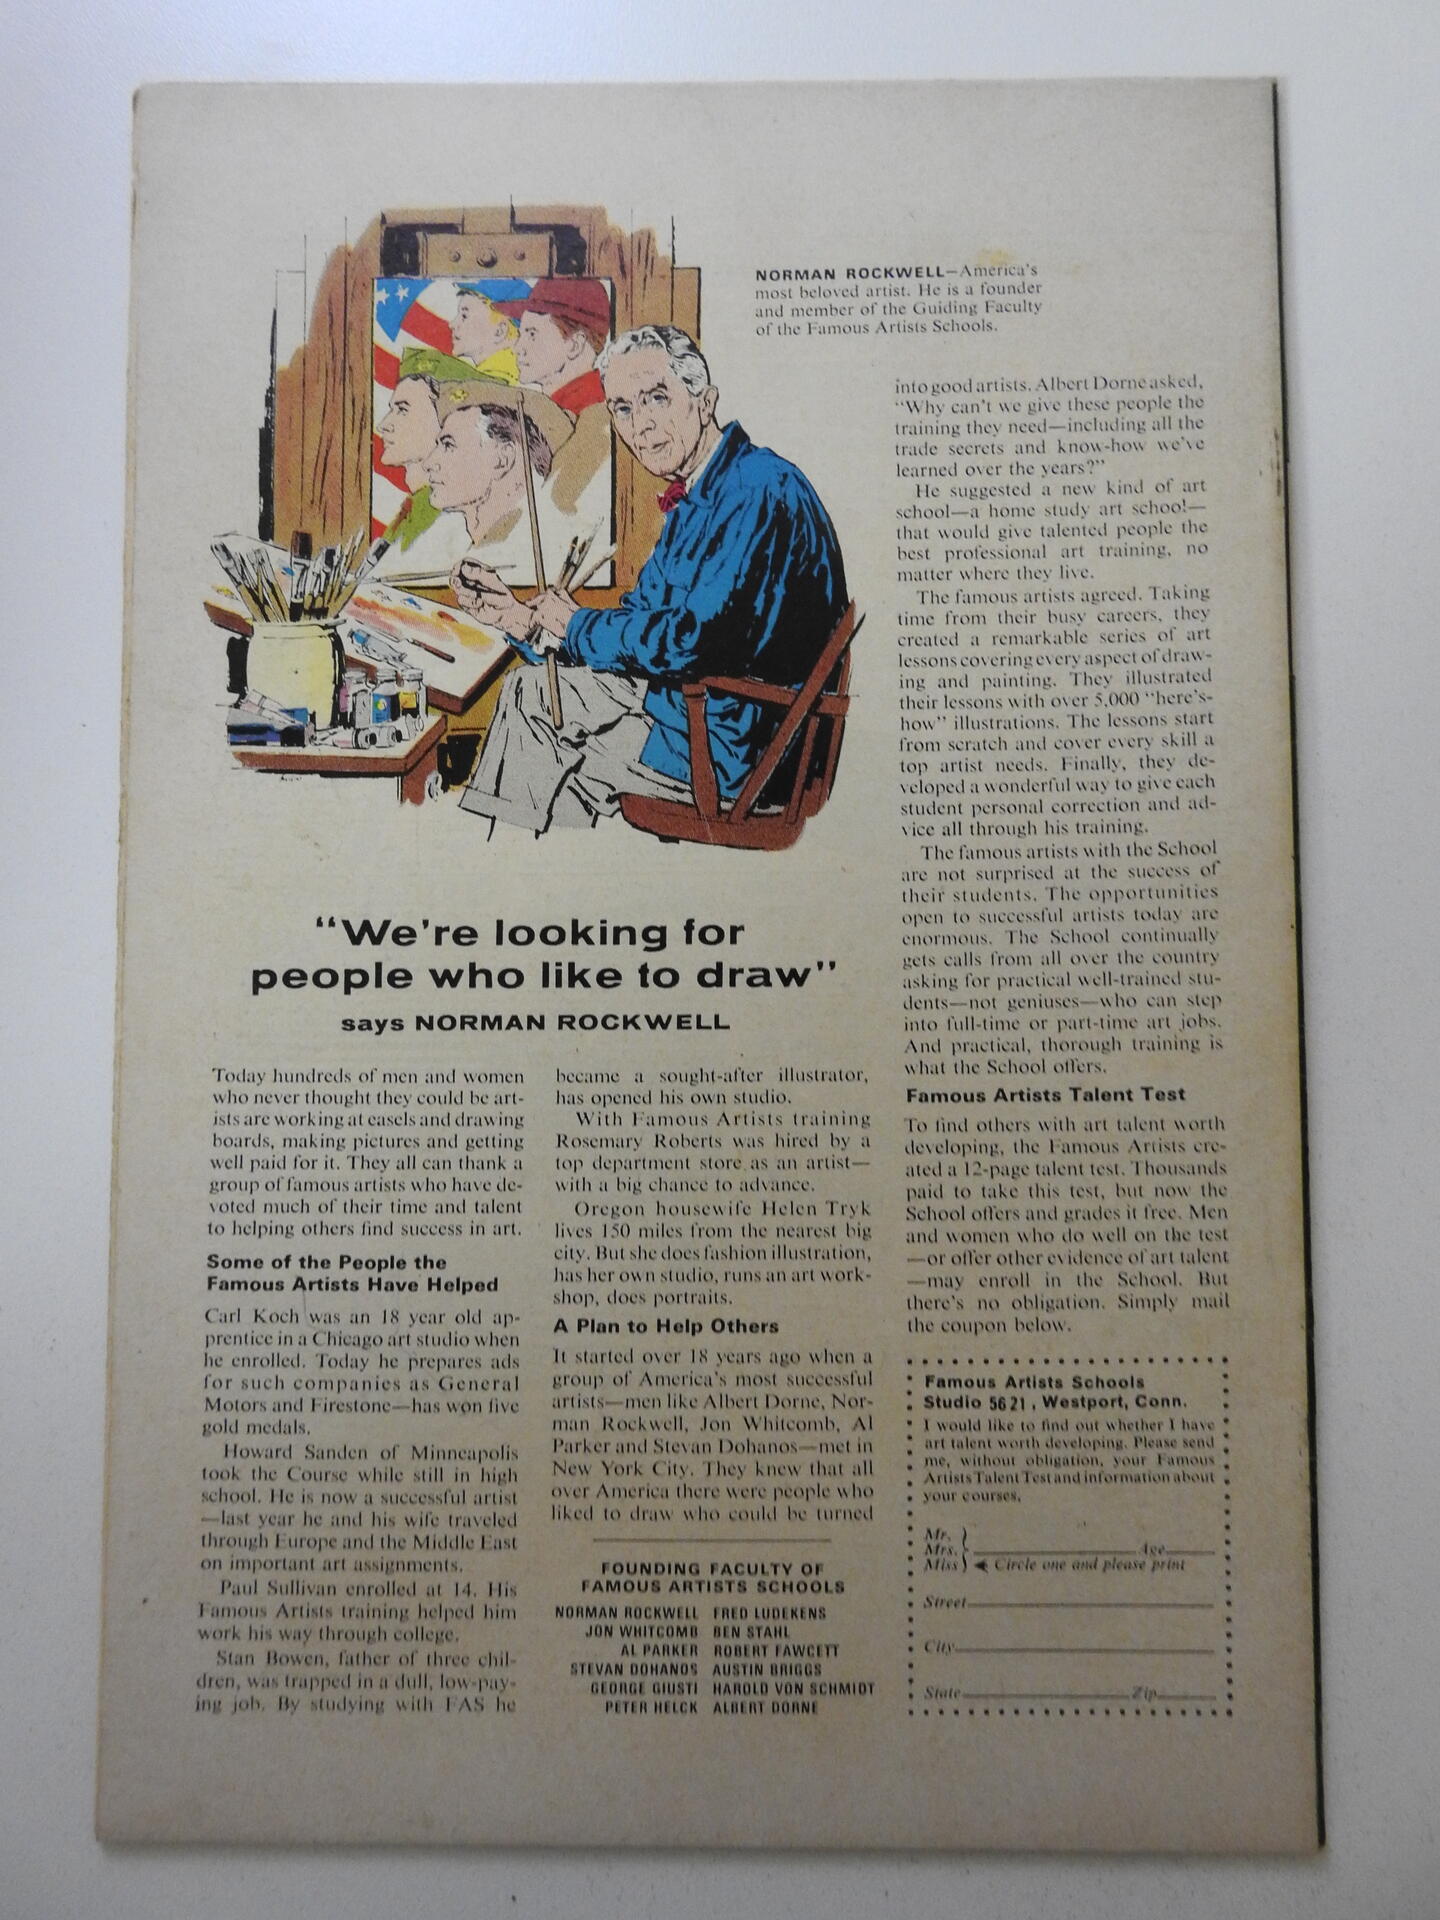 NORMAN ROCKWELL—America's
most beloved artist. He is a founder
and member of the Guiding Faculty
of the Famous Artists Schools.
"We're looking for
people who like to draw"
says NORMAN ROCKWELL
Today hundreds of men and women
who never thought they could be art-
ists are working at easels and drawing
boards, making pictures and getting
well paid for it. They all can thank a
group of famous artists who have de-
voted much of their time and talent
to helping others find success in art.
Some of the People the
Famous Artists Have Helped
Carl Koch was an 18 year old ap-
prentice in a Chicago art studio when
he enrolled. Today he prepares ads
for such companies as General
Motors and Firestone—has won five
gold medals.
Howard Sanden of Minneapolis
took the Course while still in high
school. He is now a successful artist
—last year he and his wife traveled
through Europe and the Middle East
on important art assignments.
Paul Sullivan enrolled at 14. His
Famous Artists training helped him
work his way through college.
Stan Bowen, father of three chil-
dren, was trapped in a dull, low-pay-
ing job. By studying with FAS he
became a sought-after illustrator,
has opened his own studio.
With Famous Artists training
Rosemary Roberts was hired by a
top department store as an artist—
with a big chance to advance.
Oregon housewife Helen Tryk
lives 150 miles from the nearest big
city. But she does fashion illustration,
has her own studio, runs an art work-
shop, does portraits.
A Plan to Help Others
It started over 18 years ago when a
group of America's most successful
artists—men like Albert Dorne, Nor-
man Rockwell, Jon Whitcomb, Al
Parker and Stevan Dohanos—met in
New York City. They knew that all
over America there were people who
liked to draw who could be turned
FOUNDING FACULTY OF
FAMOUS ARTISTS SCHOOLS
NORMAN ROCKWELL FRED LUDEKENS
JON WHITCOMB BEN STAHL
AL PARKER ROBERT FAWCETT
STEVAN DOHANOS AUSTIN BRIGGS
GEORGE GIUSTI HAROLD VON SCHMIDT
PETER HELCK ALBERT DORNE
into good artists. Albert Dorne asked,
"Why can't we give these people the
training they need—including all the
trade secrets and know-how we've
learned over the years?"
He suggested a new kind of art
school—a home study art school—
that would give talented people the
best professional art training, no
matter where they live.
The famous artists agreed. Taking
time from their busy careers, they
created a remarkable series of art
lessons covering every aspect of draw-
ing and painting. They illustrated
their lessons with over 5,000 "here's-
how" illustrations. The lessons start
from scratch and cover every skill a
top artist needs. Finally, they de-
veloped a wonderful way to give each
student personal correction and ad-
vice all through his training.
The famous artists with the School
are not surprised at the success of
their students. The opportunities
open to successful artists today are
enormous. The School continually
gets calls from all over the country
asking for practical well-trained stu-
dents—not geniuses—who can step
into full-time or part-time art jobs.
And practical, thorough training is
what the School offers.
Famous Artists Talent Test
To find others with art talent worth
developing, the Famous Artists cre-
ated a 12-page talent test. Thousands
paid to take this test, but now the
School offers and grades it free. Men
and women who do well on the test
—or offer other evidence of art talent
—may enroll in the School. But
there's no obligation. Simply mail
the coupon below.
Famous Artists Schools
Studio 5621, Westport, Conn.
I would like to find out whether I have
art talent worth developing. Please send
me, without obligation, your Famous
Artists Talent Test and information about
your courses.
Mr.
Mrs. Age
Miss Circle one and please print
Street
City
State Zip